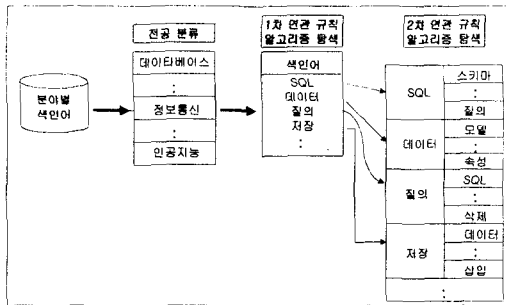 전공 분류
1차 연관 규칙
알고리즘 탐색
2차 연관 규칙
알고리즘 탐색
분야별
색인어
데이타베이스
:
정보통신
:
인공지능
색인어
SQL
데이터
질의
저장
:
SQL
스키마
:
질의
데이터
모델
:
속성
질의
SQL
:
삭제
저장
데이터
:
삽입
: